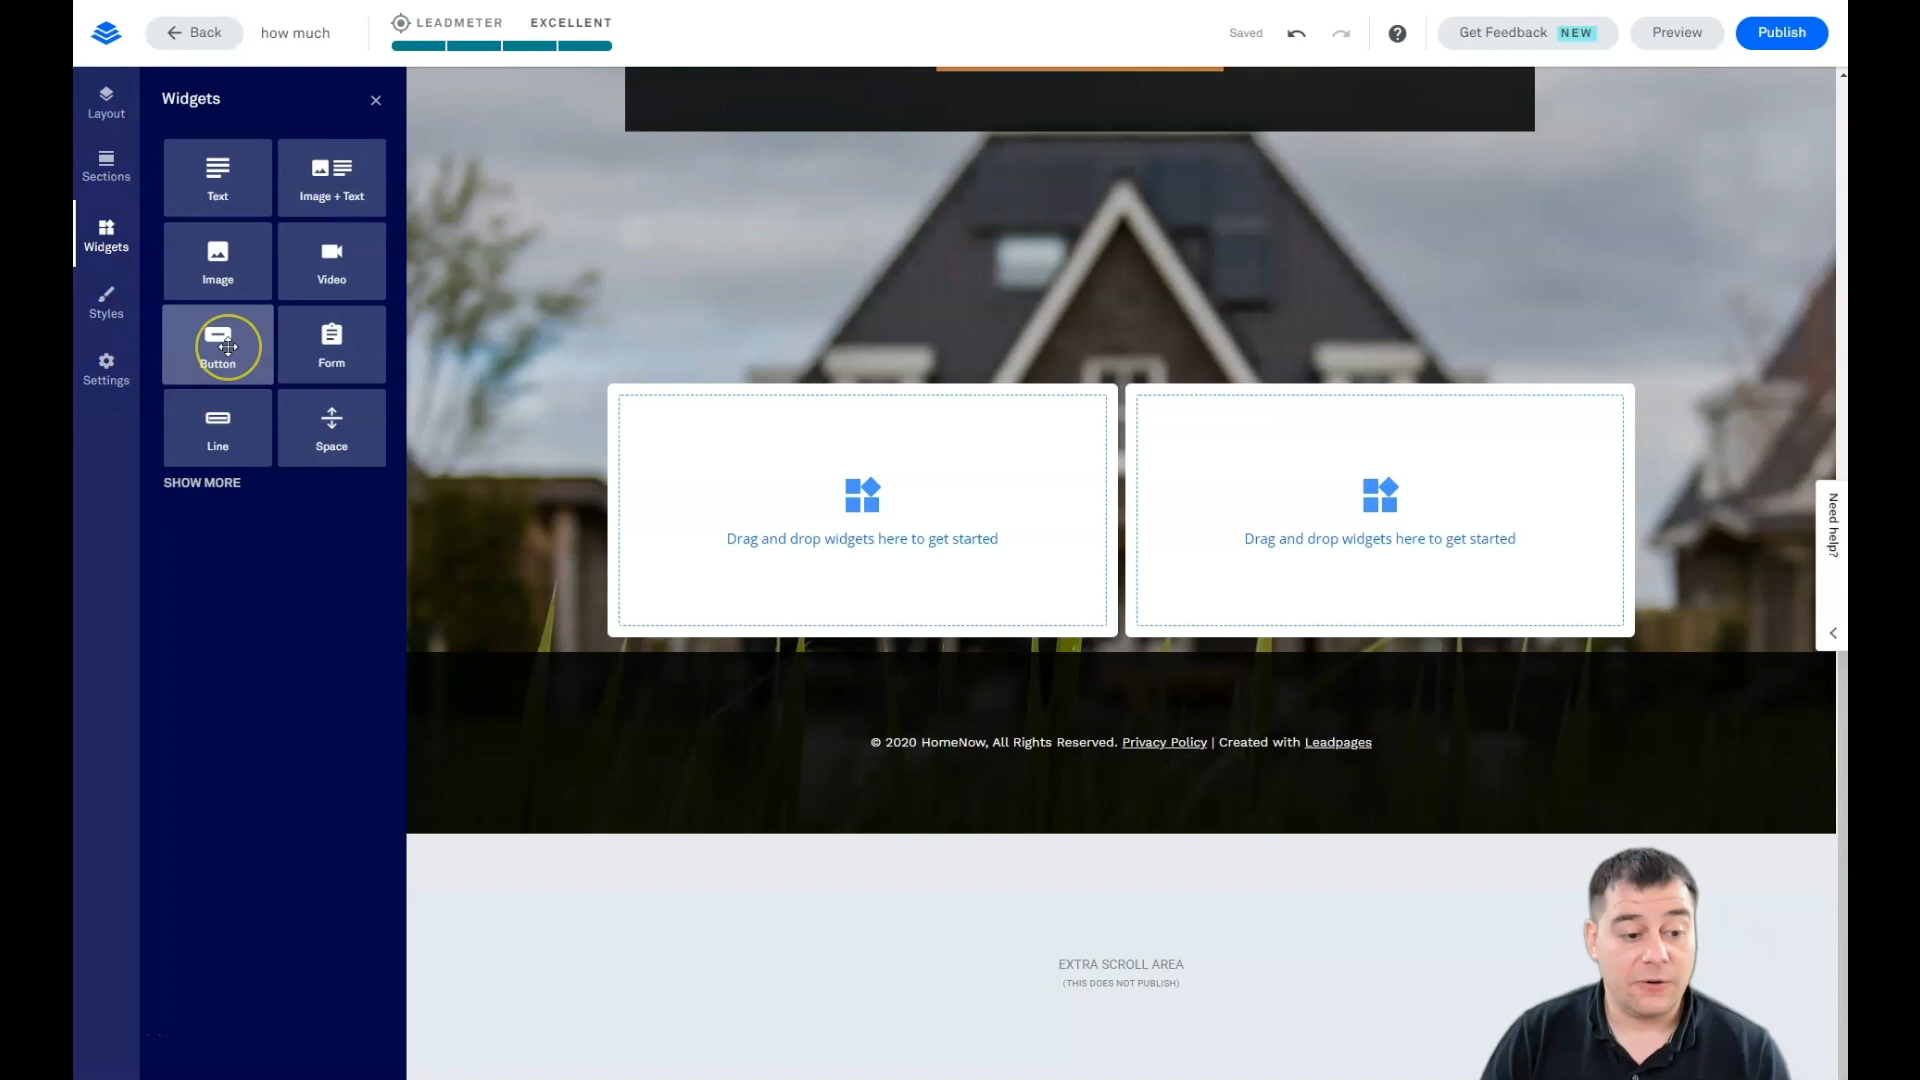 Back
how much
LEADMETER EXCELLENT
Saved
Get Feedback NEW
Preview
Publish
Layout
Sections
Widgets
Styles
Settings
Widgets
Text
Image + Text
Image
Video
Button
Form
Line
Space
SHOW MORE
Drag and drop widgets here to get started
Drag and drop widgets here to get started
Need help?
© 2020 HomeNow, All Rights Reserved. Privacy Policy | Created with Leadpages
EXTRA SCROLL AREA
(THIS DOES NOT PUBLISH)